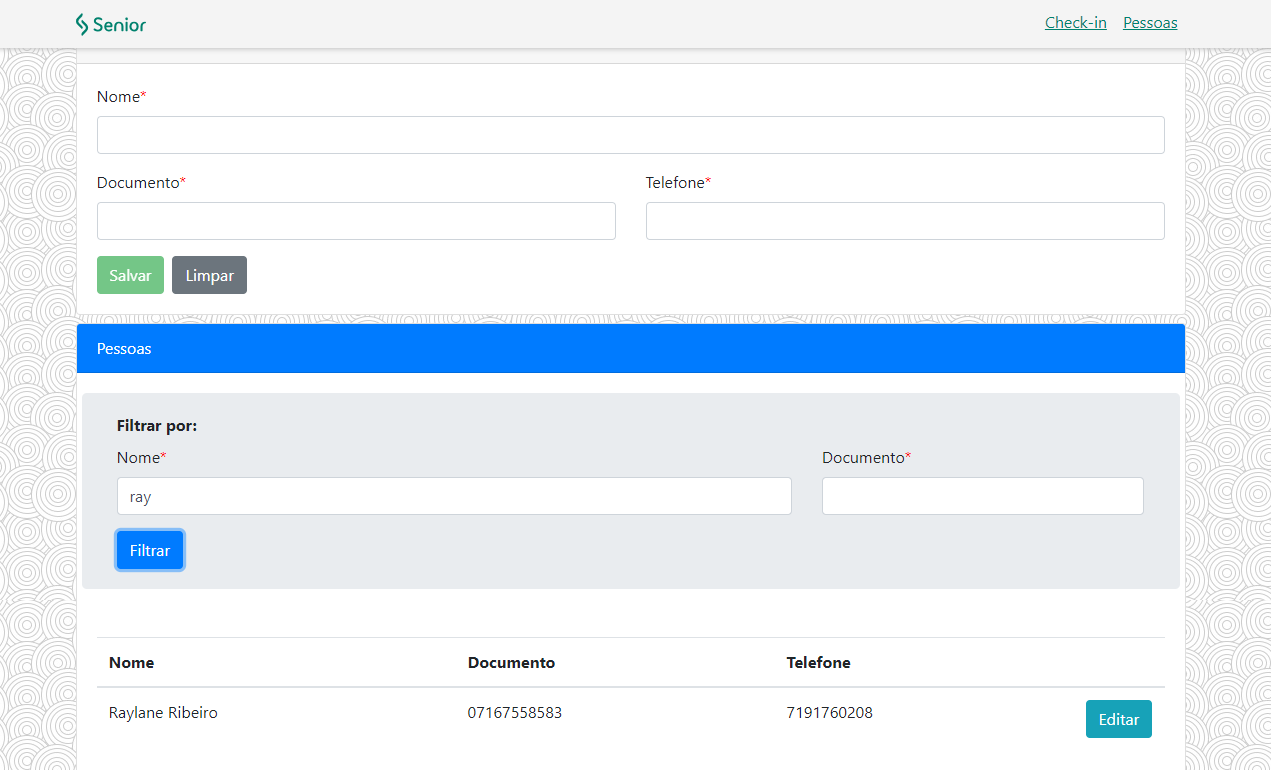 Senior
Check-in Pessoas
Nome*
Documento* Telefone*
Salvar Limpar
Pessoas
Filtrar por:
Nome* Documento*
ray
Filtrar
Nome Documento Telefone
Raylane Ribeiro 07167558583 7191760208 Editar